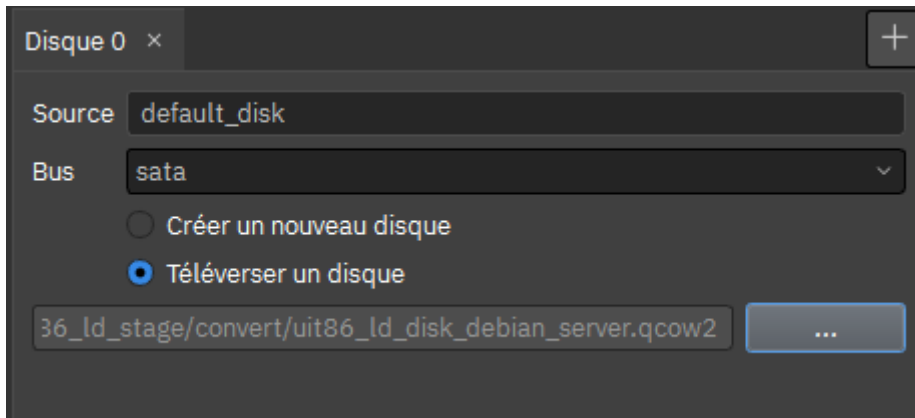 Disque 0 ×
Source default_disk
Bus sata
Créer un nouveau disque
Téléverser un disque
36_ld_stage/convert/uit86_ld_disk_debian_server.qcow2 ...